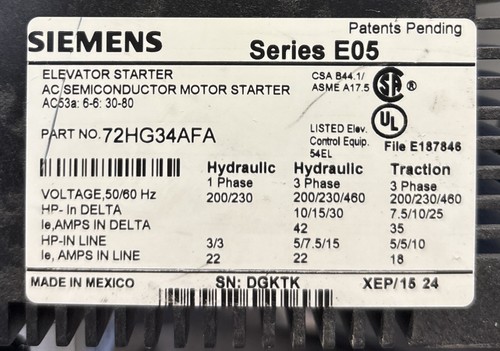 Patents Pending
SIEMENS Series E05
ELEVATOR STARTER
AC/SEMICONDUCTOR MOTOR STARTER
AC53a: 6-6: 30-80
CSA B44.1/
ASME A17.5
SA ®
PART NO. 72HG34AFA
LISTED Elev.
Control Equip.
54EL
UL
File E187846
Hydraulic Hydraulic Traction
1 Phase 3 Phase 3 Phase
VOLTAGE,50/60 Hz 200/230 200/230/460 200/230/460
HP- In DELTA 10/15/30 7.5/10/25
Ie,AMPS IN DELTA 42 35
HP-IN LINE 3/3 5/7.5/15 5/5/10
Ie, AMPS IN LINE 22 22 18
MADE IN MEXICO SN: DGKTK XEP/15 24